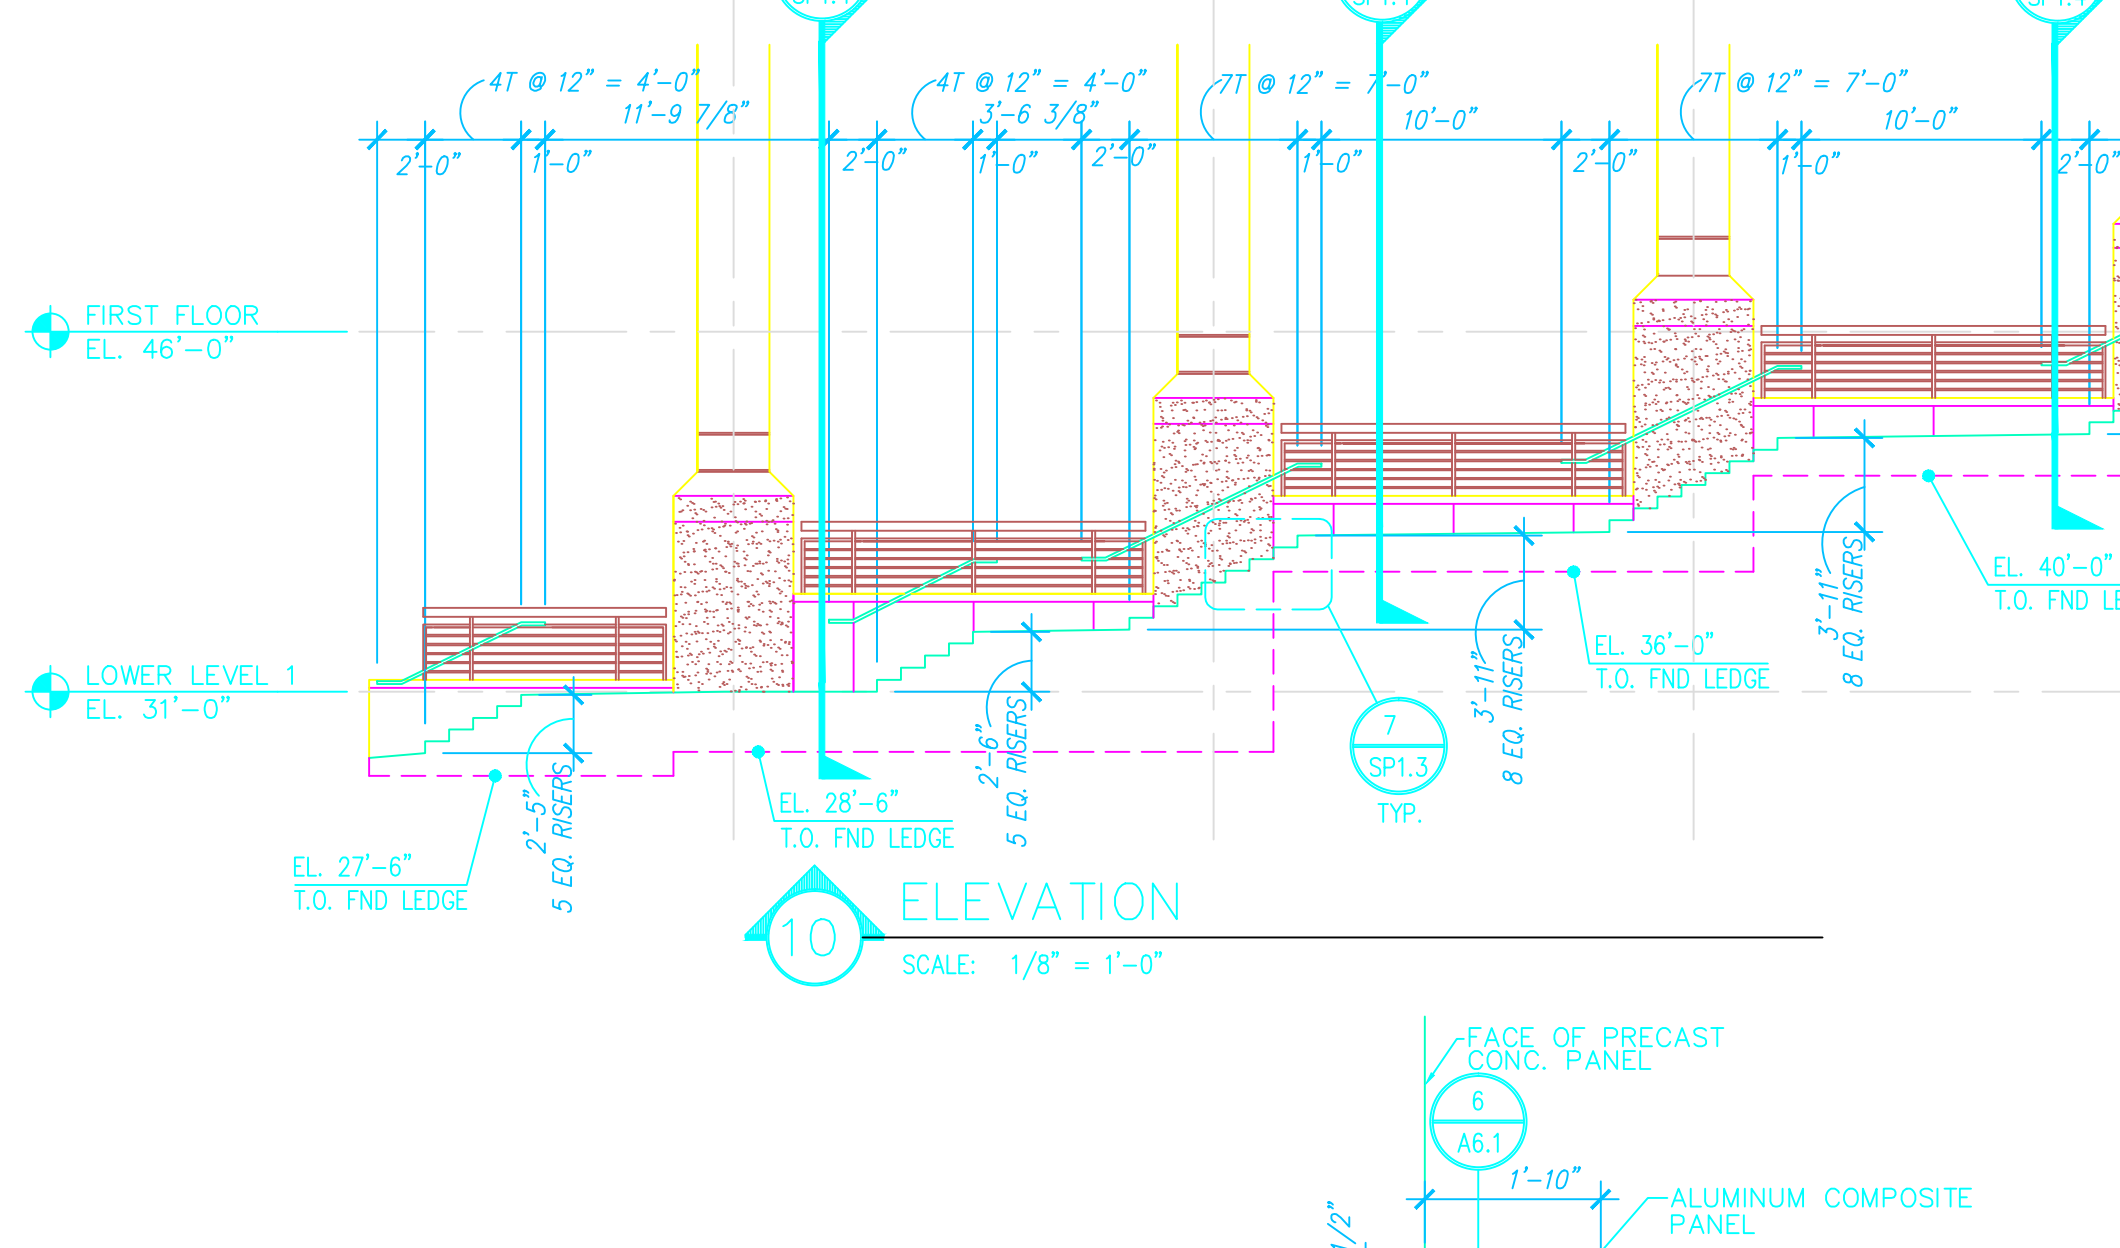 4T @ 12" = 4'-0"
4T @ 12" = 4'-0"
7T @ 12" = 7'-0"
7T @ 12" = 7'-0"
11'-9 7/8"
3'-6 3/8"
10'-0"
10'-0"
2'-0"
1'-0"
2'-0"
1'-0"
2'-0"
1'-0"
2'-0"
1'-0"
2'-0"
FIRST FLOOR
EL. 46'-0"
LOWER LEVEL 1
EL. 31'-0"
EL. 40'-0"
T.O. FND
3'-11"
8 EQ. RISERS
EL. 36'-0"
T.O. FND LEDGE
3'-11"
8 EQ. RISERS
7
SP1.3
TYP.
2'-6"
5 EQ. RISERS
EL. 28'-6"
T.O. FND LEDGE
2'-5"
5 EQ. RISERS
EL. 27'-6"
T.O. FND LEDGE
10
ELEVATION
SCALE: 1/8" = 1'-0"
FACE OF PRECAST
CONC. PANEL
6
A6.1
1'-10"
1/2"
ALUMINUM COMPOSITE
PANEL